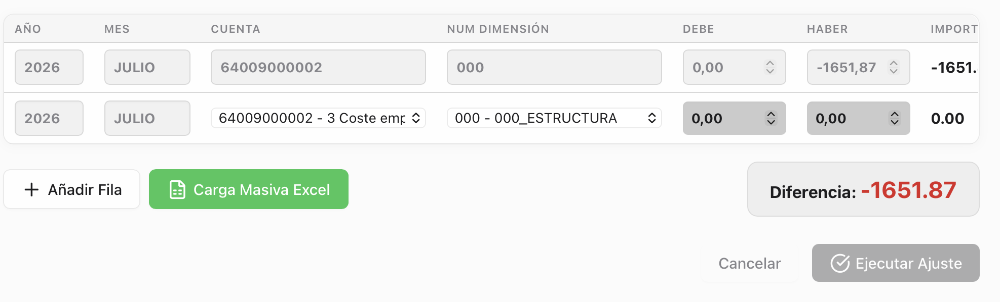 AÑO MES CUENTA NUM DIMENSIÓN DEBE HABER IMPORT
2026 JULIO 64009000002 000 0,00 -1651,87 -1651.
2026 JULIO 64009000002 - 3 Coste emp 000 - 000_ESTRUCTURA 0,00 0,00 0.00
Añadir Fila Carga Masiva Excel Diferencia: -1651.87
Cancelar Ejecutar Ajuste